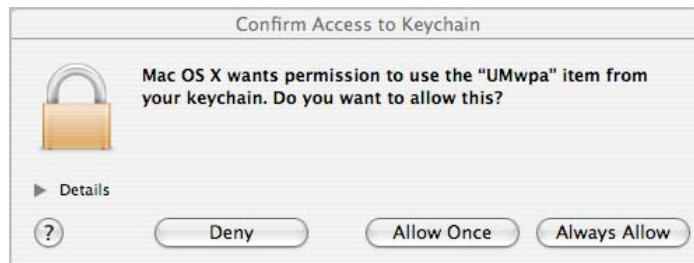 Confirm Access to Keychain
Mac OS X wants permission to use the “UMwpa” item from
your keychain. Do you want to allow this?
Details
?
Deny
Allow Once
Always Allow